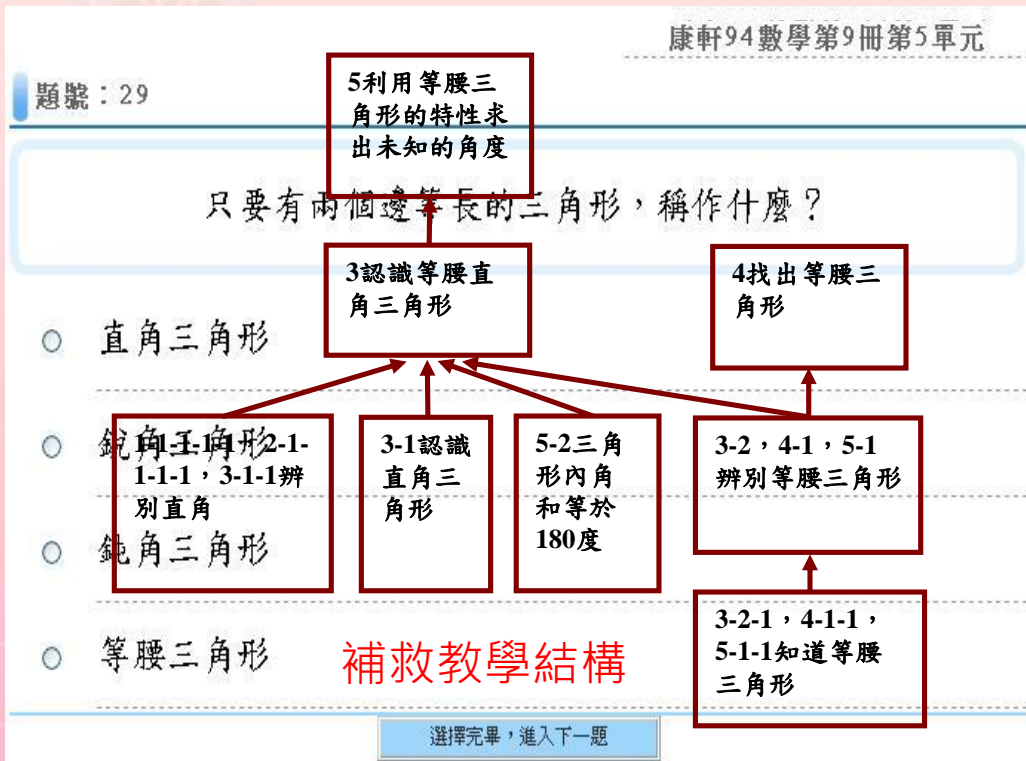 康軒94數學第9冊第5單元
題號：29
5利用等腰三
角形的特性求
出未知的角度
只要有兩個邊等長的三角形，稱作什麼？
3認識等腰直
角三角形
4找出等腰三
角形
直角三角形
銳角三角形
1-1-1-1-1，2-1-
1-1-1，3-1-1辨
別直角
3-1認識
直角三
角形
5-2三角
形內角
和等於
180度
3-2，4-1，5-1
辨別等腰三角形
鈍角三角形
3-2-1，4-1-1，
5-1-1知道等腰
三角形
等腰三角形
補救教學結構
選擇完畢，進入下一題